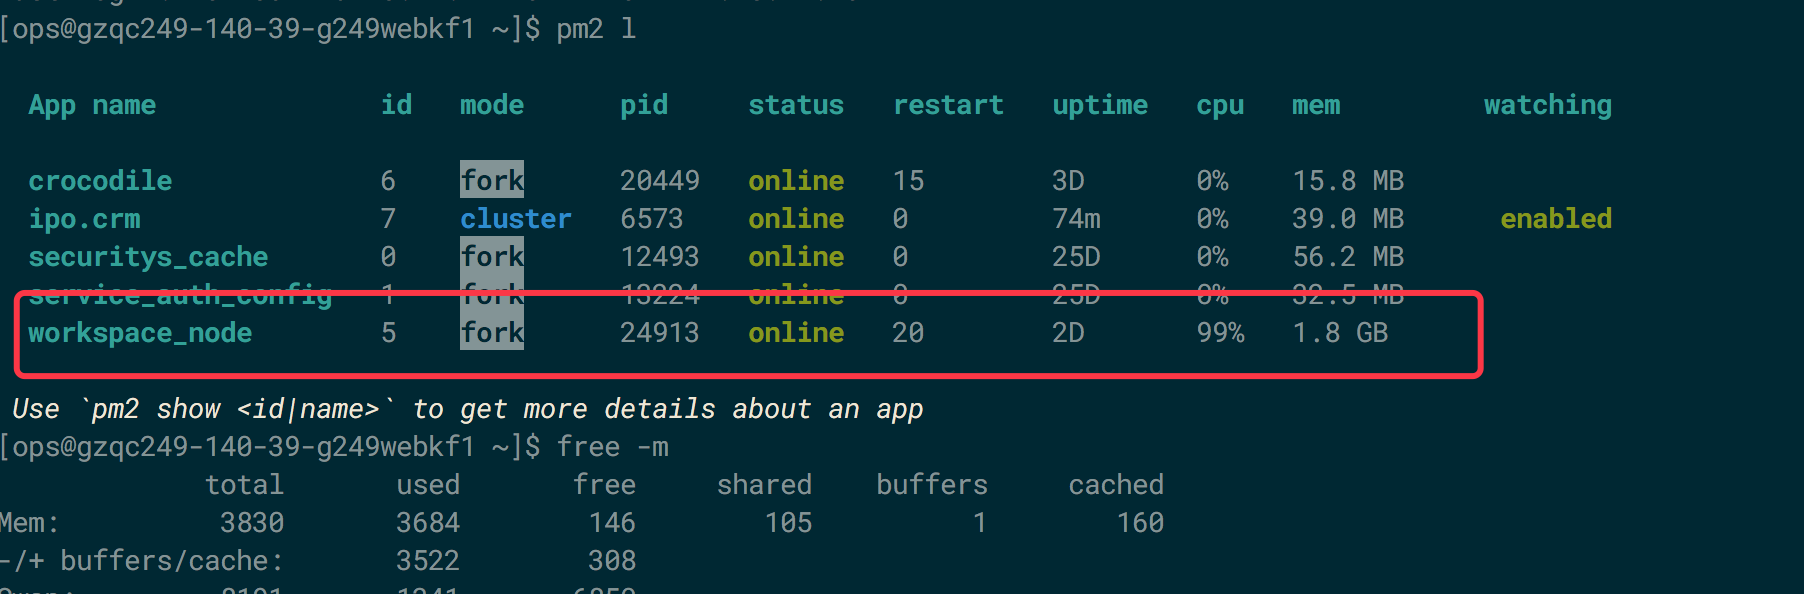 [ops@gzqc249-140-39-g249webkf1 ~]$ pm2 l
App name id mode pid status restart uptime cpu mem watching
crocodile 6 fork 20449 online 15 3D 0% 15.8 MB
ipo.crm 7 cluster 6573 online 0 74m 0% 39.0 MB enabled
securitys_cache 0 fork 12493 online 0 25D 0% 56.2 MB
service_auth_config 1 fork 13224 online 0 25D 0% 32.5 MB
workspace_node 5 fork 24913 online 20 2D 99% 1.8 GB
Use `pm2 show <id|name>` to get more details about an app
[ops@gzqc249-140-39-g249webkf1 ~]$ free -m
total used free shared buffers cached
Mem: 3830 3684 146 105 1 160
-/+ buffers/cache: 3522 308